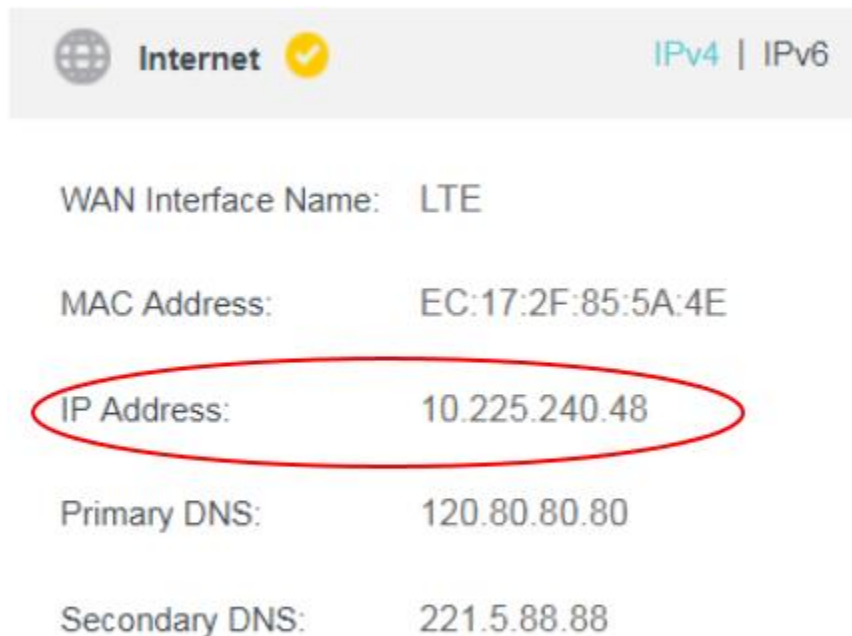 Internet IPv4 | IPv6
WAN Interface Name: LTE
MAC Address: EC:17:2F:85:5A:4E
IP Address: 10.225.240.48
Primary DNS: 120.80.80.80
Secondary DNS: 221.5.88.88